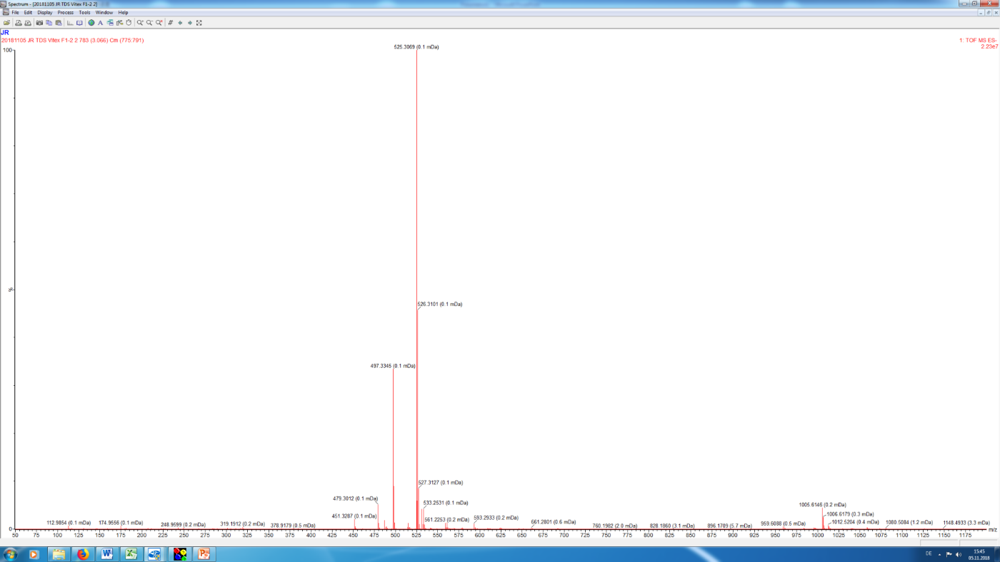 Spectrum - [20181105 JR TDS Vitex F1-2 2]
File Edit Display Process Tools Window Help
JR
20181105 JR TDS Vitex F1-2 2 783 (3.066) Cm (775:791)
1: TOF MS ES-
2.23e7
100
%
0
525.3069 (0.1 mDa)
526.3101 (0.1 mDa)
497.3345 (0.1 mDa)
527.3127 (0.1 mDa)
479.3012 (0.1 mDa)
533.2531 (0.1 mDa)
1005.6146 (0.2 mDa)
451.3287 (0.1 mDa)
561.2253 (0.2 mDa)
593.2933 (0.2 mDa)
1006.6179 (0.3 mDa)
112.9854 (0.1 mDa)
174.9556 (0.1 mDa)
248.9599 (0.2 mDa)
319.1912 (0.2 mDa)
378.9179 (0.5 mDa)
661.2801 (0.6 mDa)
760.1982 (2.0 mDa)
828.1860 (3.1 mDa)
896.1709 (5.7 mDa)
959.6088 (0.5 mDa)
1012.5204 (0.4 mDa)
1080.5084 (1.2 mDa)
1148.4933 (3.3 mDa)
50 75 100 125 150 175 200 225 250 275 300 325 350 375 400 425 450 475 500 525 550 575 600 625 650 675 700 725 750 775 800 825 850 875 900 925 950 975 1000 1025 1050 1075 1100 1125 1150 1175 m/z
DE
15:45
05.11.2018